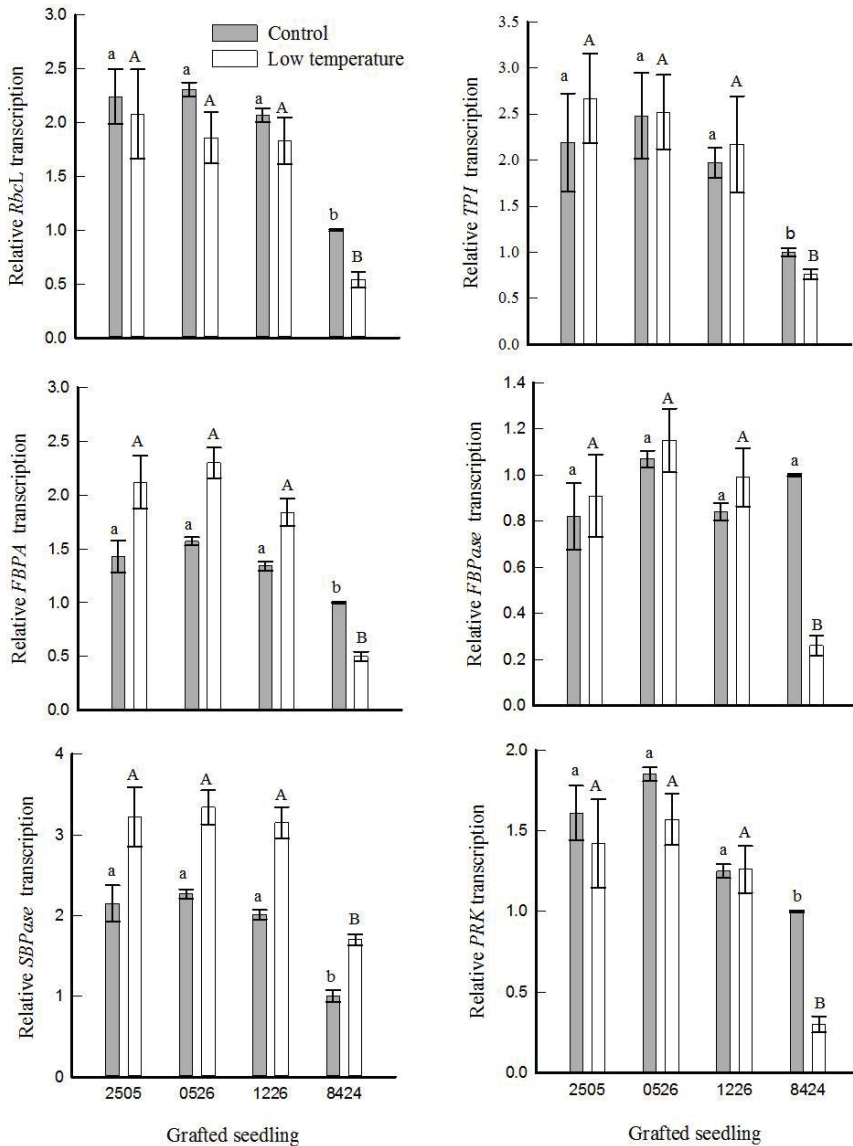 Relative RbcL transcription
3.0
2.5
2.0
1.5
1.0
0.5
0.0
Control
Low temperature
a A a A a A b B
Relative TPI transcription
3.5
3.0
2.5
2.0
1.5
1.0
0.5
0.0
a A a A a A b B
Relative FBPA transcription
3.0
2.5
2.0
1.5
1.0
0.5
0.0
a A a A a A b B
Relative FBPase transcription
1.4
1.2
1.0
0.8
0.6
0.4
0.2
0.0
a A a A a A a B
Relative SBPase transcription
4
3
2
1
0
a A a A a A b B
2505 0526 1226 8424
Grafted seedling
Relative PRK transcription
2.0
1.5
1.0
0.5
0.0
a A a A a A b B
2505 0526 1226 8424
Grafted seedling